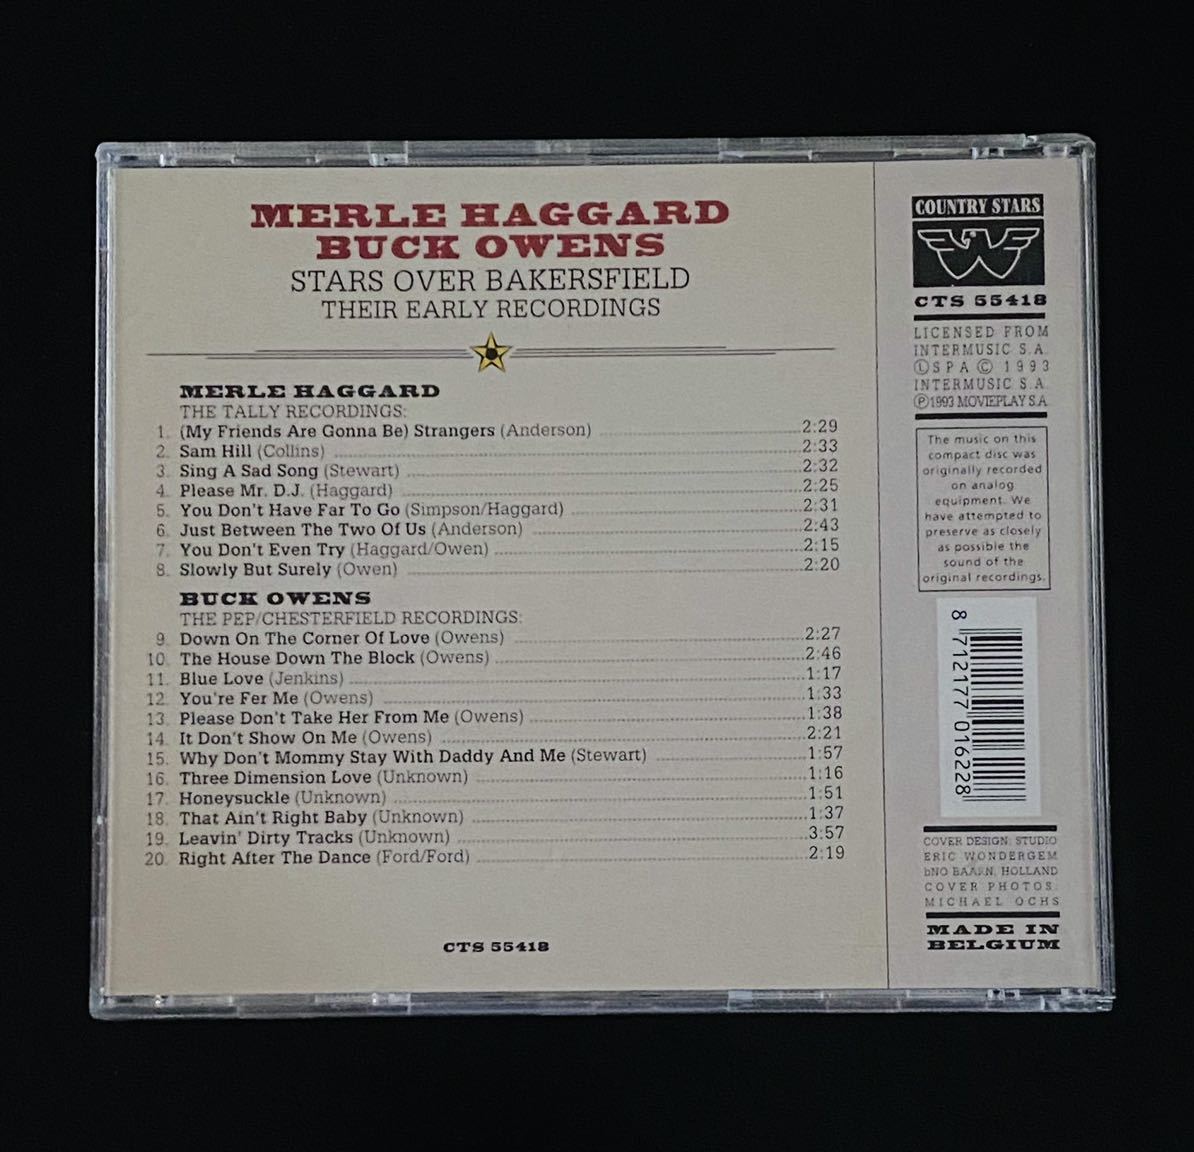 MERLE HAGGARD
BUCK OWENS
STARS OVER BAKERSFIELD
THEIR EARLY RECORDINGS
MERLE HAGGARD
THE TALLY RECORDINGS:
1. (My Friends Are Gonna Be) Strangers (Anderson) 2:29
2. Sam Hill (Collins) 2:33
3. Sing A Sad Song (Stewart) 2:32
4. Please Mr. D.J. (Haggard) 2:25
5. You Don't Have Far To Go (Simpson/Haggard) 2:31
6. Just Between The Two Of Us (Anderson) 2:43
7. You Don't Even Try (Haggard/Owen) 2:15
8. Slowly But Surely (Owen) 2:20
BUCK OWENS
THE PEP/CHESTERFIELD RECORDINGS:
9. Down On The Corner Of Love (Owens) 2:27
10. The House Down The Block (Owens) 2:46
11. Blue Love (Jenkins) 1:17
12. You're Fer Me (Owens) 1:33
13. Please Don't Take Her From Me (Owens) 1:38
14. It Don't Show On Me (Owens) 2:21
15. Why Don't Mommy Stay With Daddy And Me (Stewart) 1:57
16. Three Dimension Love (Unknown) 1:16
17. Honeysuckle (Unknown) 1:51
18. That Ain't Right Baby (Unknown) 1:37
19. Leavin' Dirty Tracks (Unknown) 3:57
20. Right After The Dance (Ford/Ford) 2:19
CTS 55418
COUNTRY STARS
CTS 55418
LICENSED FROM
INTERMUSIC S.A.
Ⓛ SPA © 1993
INTERMUSIC S.A.
℗ 1993 MOVIEPLAY S.A.
The music on this
compact disc was
originally recorded
on analog
equipment. We
have attempted to
preserve as closely
as possible the
sound of the
original recordings.
8 712177 016228
COVER DESIGN: STUDIO
ERIC WONDERGEM
bNO BAARN, HOLLAND
COVER PHOTOS:
MICHAEL OCHS
MADE IN
BELGIUM